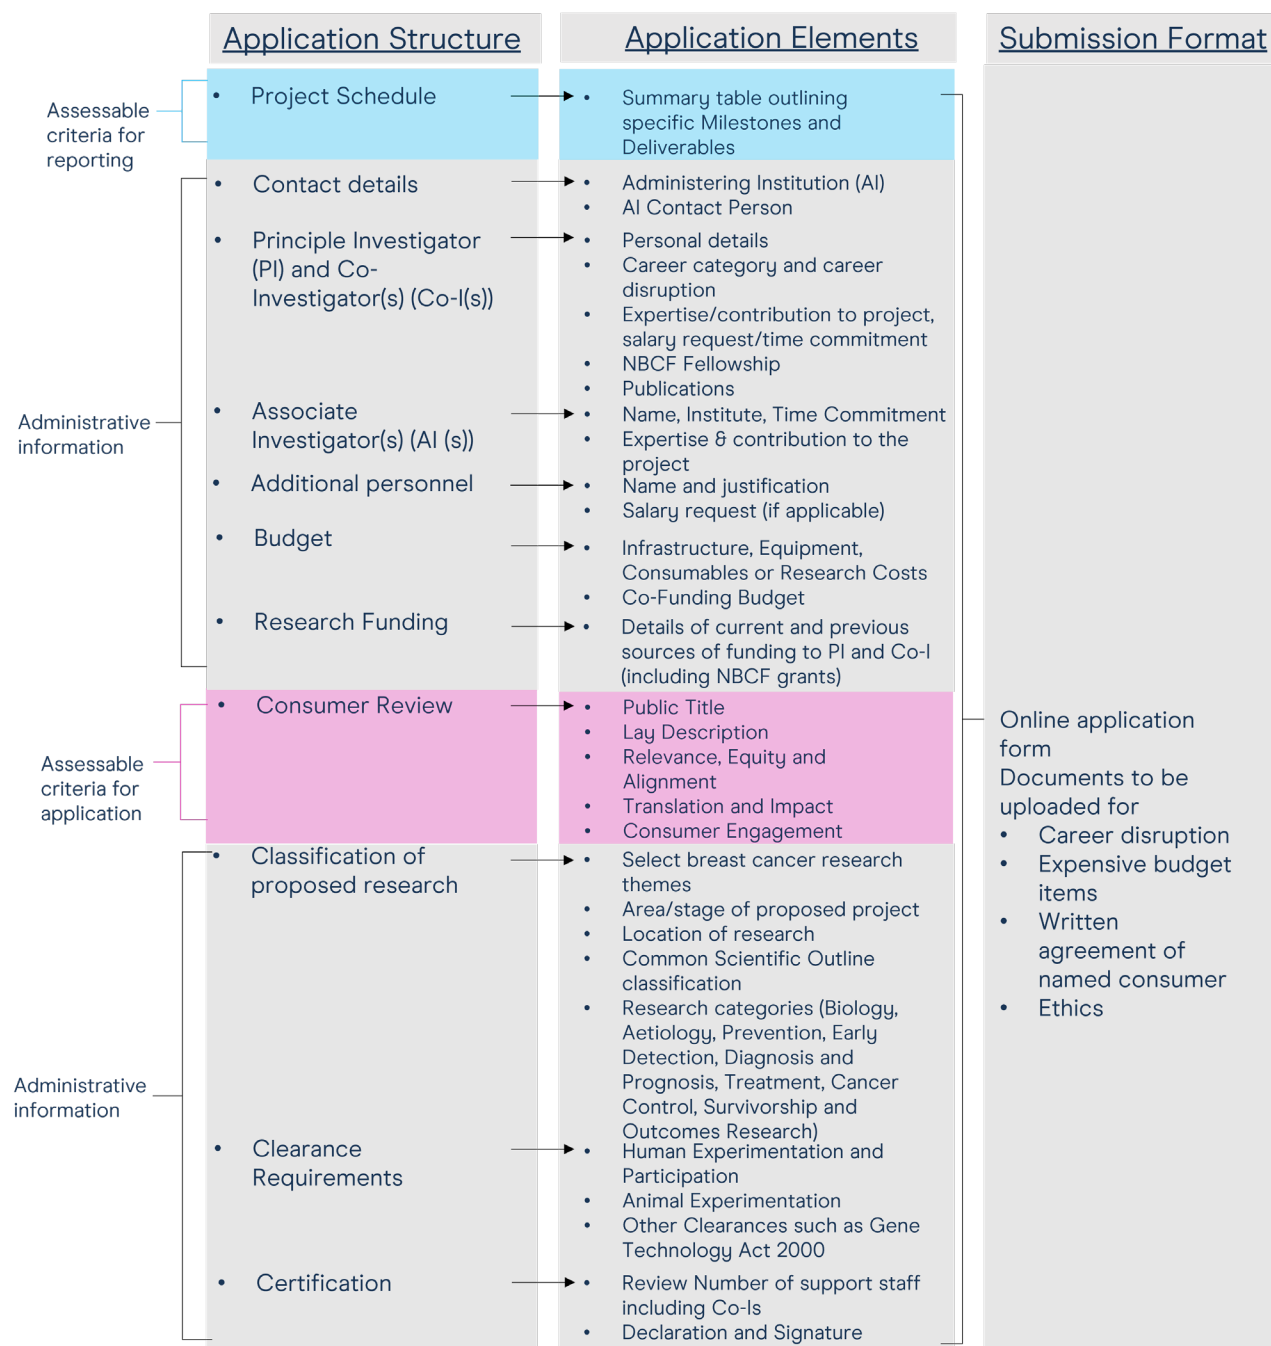 Application Structure
Application Elements
Submission Format
Assessable
criteria for
reporting
• Project Schedule
• Summary table outlining
specific Milestones and
Deliverables
Administrative
information
• Contact details
• Administering Institution (AI)
• AI Contact Person
• Principle Investigator
(PI) and Co-
Investigator(s) (Co-I(s))
• Personal details
• Career category and career
disruption
• Expertise/contribution to project,
salary request/time commitment
• NBCF Fellowship
• Publications
• Associate
Investigator(s) (AI (s))
• Name, Institute, Time Commitment
• Expertise & contribution to the
project
• Additional personnel
• Name and justification
• Salary request (if applicable)
• Budget
• Infrastructure, Equipment,
Consumables or Research Costs
• Co-Funding Budget
• Research Funding
• Details of current and previous
sources of funding to PI and Co-I
(including NBCF grants)
Assessable
criteria for
application
• Consumer Review
• Public Title
• Lay Description
• Relevance, Equity and
Alignment
• Translation and Impact
• Consumer Engagement
Administrative
information
• Classification of
proposed research
• Select breast cancer research
themes
• Area/stage of proposed project
• Location of research
• Common Scientific Outline
classification
• Research categories (Biology,
Aetiology, Prevention, Early
Detection, Diagnosis and
Prognosis, Treatment, Cancer
Control, Survivorship and
Outcomes Research)
• Clearance
Requirements
• Human Experimentation and
Participation
• Animal Experimentation
• Other Clearances such as Gene
Technology Act 2000
• Certification
• Review Number of support staff
including Co-Is
• Declaration and Signature
Online application
form
Documents to be
uploaded for
• Career disruption
• Expensive budget
items
• Written
agreement of
named consumer
• Ethics